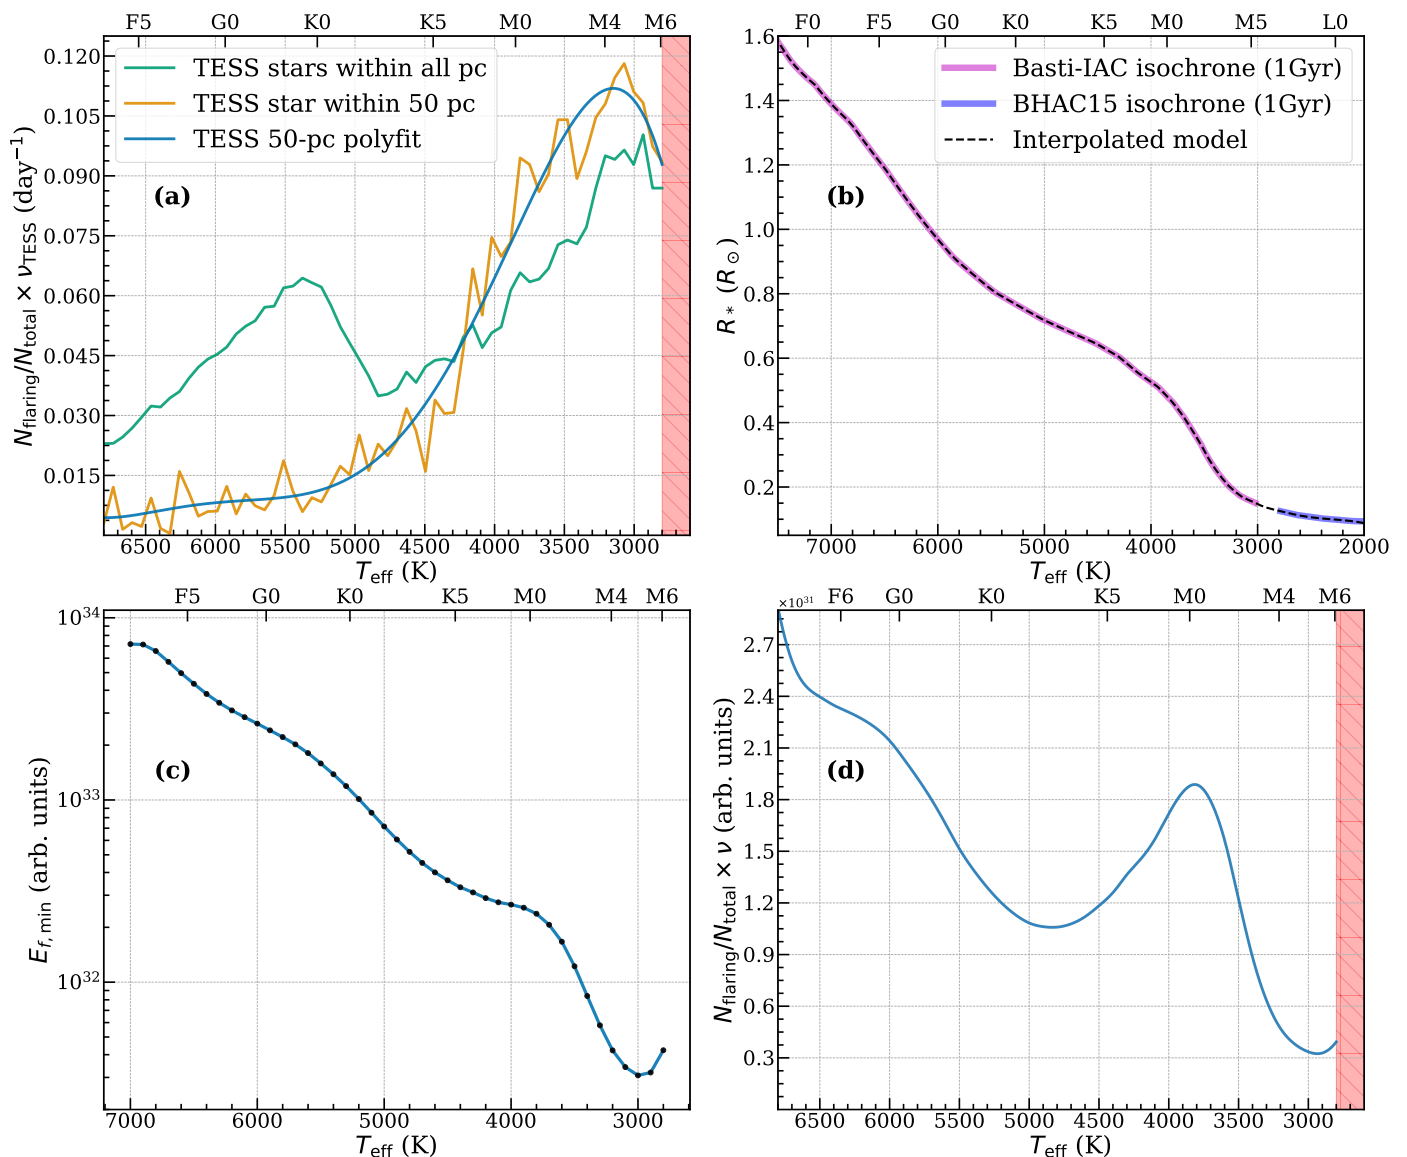 F5 G0 K0 K5 M0 M4 M6
0.120
0.105
0.090
0.075
0.060
0.045
0.030
0.015
N_flaring/N_total × ν_TESS (day⁻¹)
TESS stars within all pc
TESS star within 50 pc
TESS 50-pc polyfit
(a)
6500 6000 5500 5000 4500 4000 3500 3000
T_eff (K)
F0 F5 G0 K0 K5 M0 M5 L0
1.6
1.4
1.2
1.0
0.8
0.6
0.4
0.2
R_* (R_⊙)
Basti-IAC isochrone (1Gyr)
BHAC15 isochrone (1Gyr)
Interpolated model
(b)
7000 6000 5000 4000 3000 2000
T_eff (K)
F5 G0 K0 K5 M0 M4 M6
10³⁴
10³³
10³²
E_f,min (arb. units)
(c)
7000 6000 5000 4000 3000
T_eff (K)
×10³¹
F6 G0 K0 K5 M0 M4 M6
2.7
2.4
2.1
1.8
1.5
1.2
0.9
0.6
0.3
N_flaring/N_total × ν (arb. units)
(d)
6500 6000 5500 5000 4500 4000 3500 3000
T_eff (K)